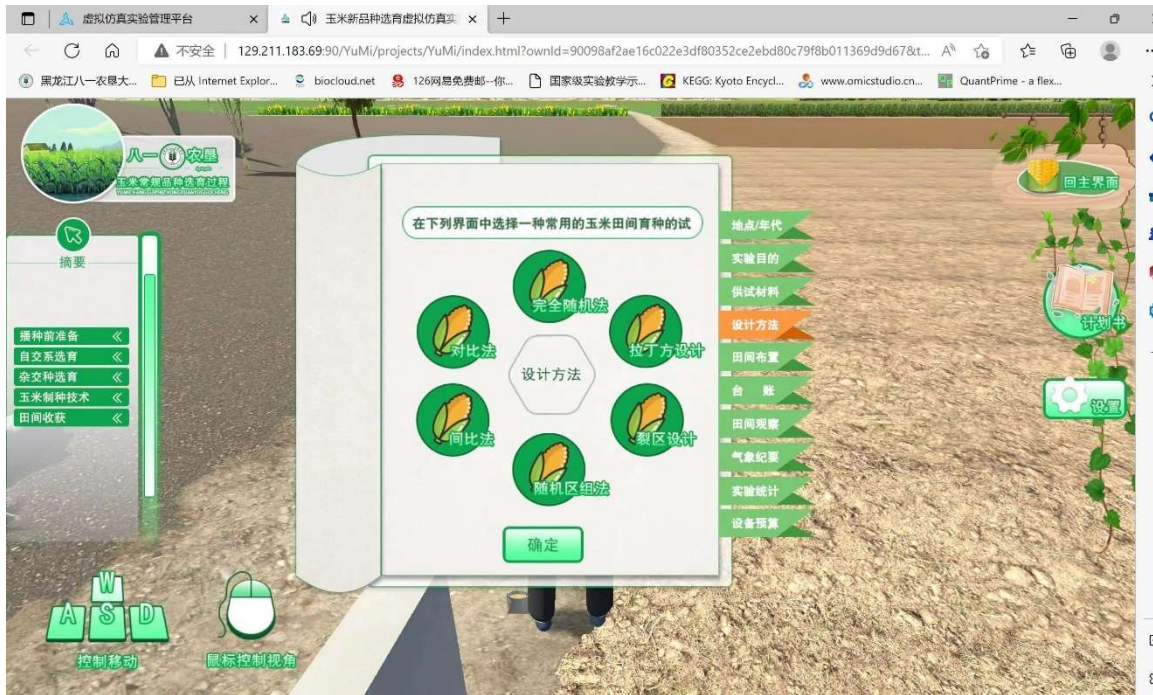 虚拟仿真实验管理平台
玉米新品种选育虚拟仿真实
不安全
129.211.183.69:90/YuMi/projects/YuMi/index.html?ownId=90098af2ae16c022e3df80352ce2ebd80c79f8b011369d9d67&t...
黑龙江八一农垦大...
已从 Internet Explor...
biocloud.net
126网易免费邮--你...
国家级实验教学示...
KEGG: Kyoto Encycl...
www.omicstudio.cn...
QuantPrime - a flex...
八一农垦
玉米常规品种选育过程
摘要
播种前准备
自交系选育
杂交种选育
玉米制种技术
田间收获
在下列界面中选择一种常用的玉米田间育种的试
完全随机法
对比法
拉丁方设计
设计方法
间比法
裂区设计
随机区组法
确定
地点/年代
实验目的
供试材料
设计方法
田间布置
台 账
田间观察
气象纪要
实验统计
设备预算
回主界面
计划书
设置
W
A S D
控制移动
鼠标控制视角